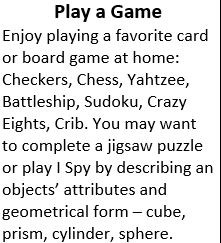 Play a Game
Enjoy playing a favorite card
or board game at home:
Checkers, Chess, Yahtzee,
Battleship, Sudoku, Crazy
Eights, Crib. You may want
to complete a jigsaw puzzle
or play I Spy by describing an
objects’ attributes and
geometrical form – cube,
prism, cylinder, sphere.